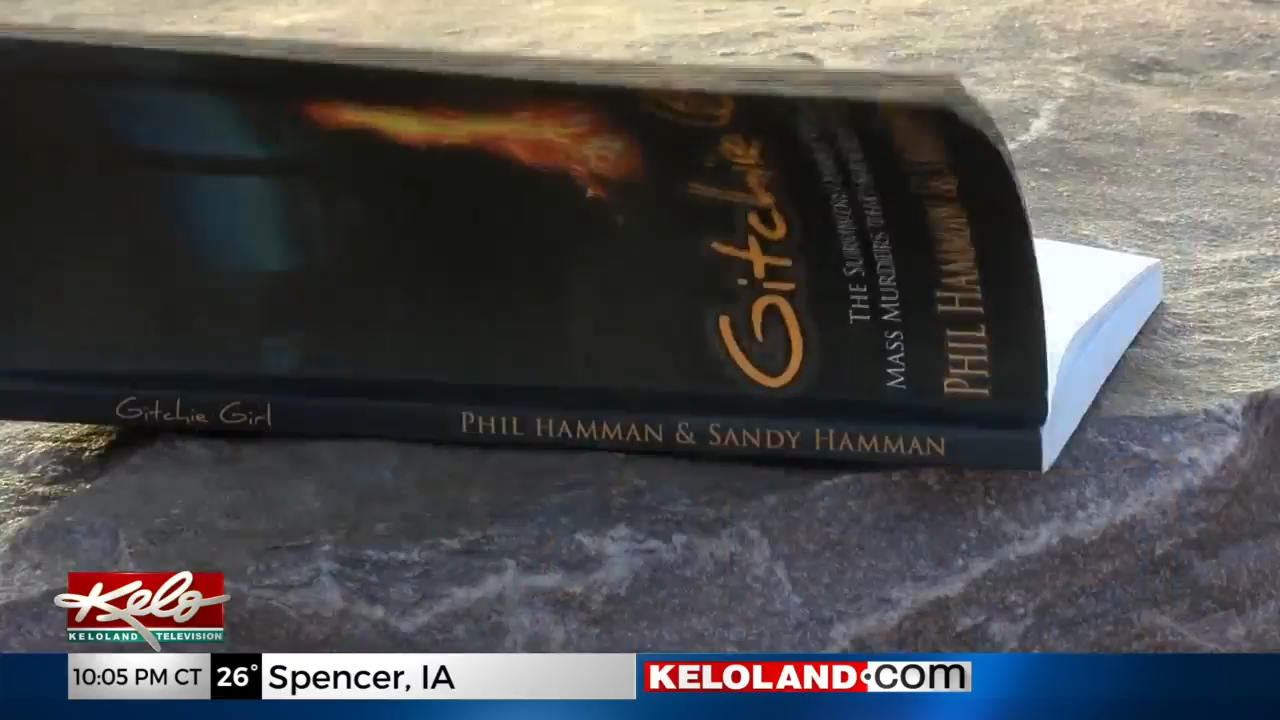 Gitchie
THE SURVIVOR
MASS MURDERS THAT
PHIL HAMMAN &
Gitchie Girl
PHIL HAMMAN & SANDY HAMMAN
Kelo
KELOLAND TELEVISION
10:05 PM CT 26° Spencer, IA KELOLAND.com